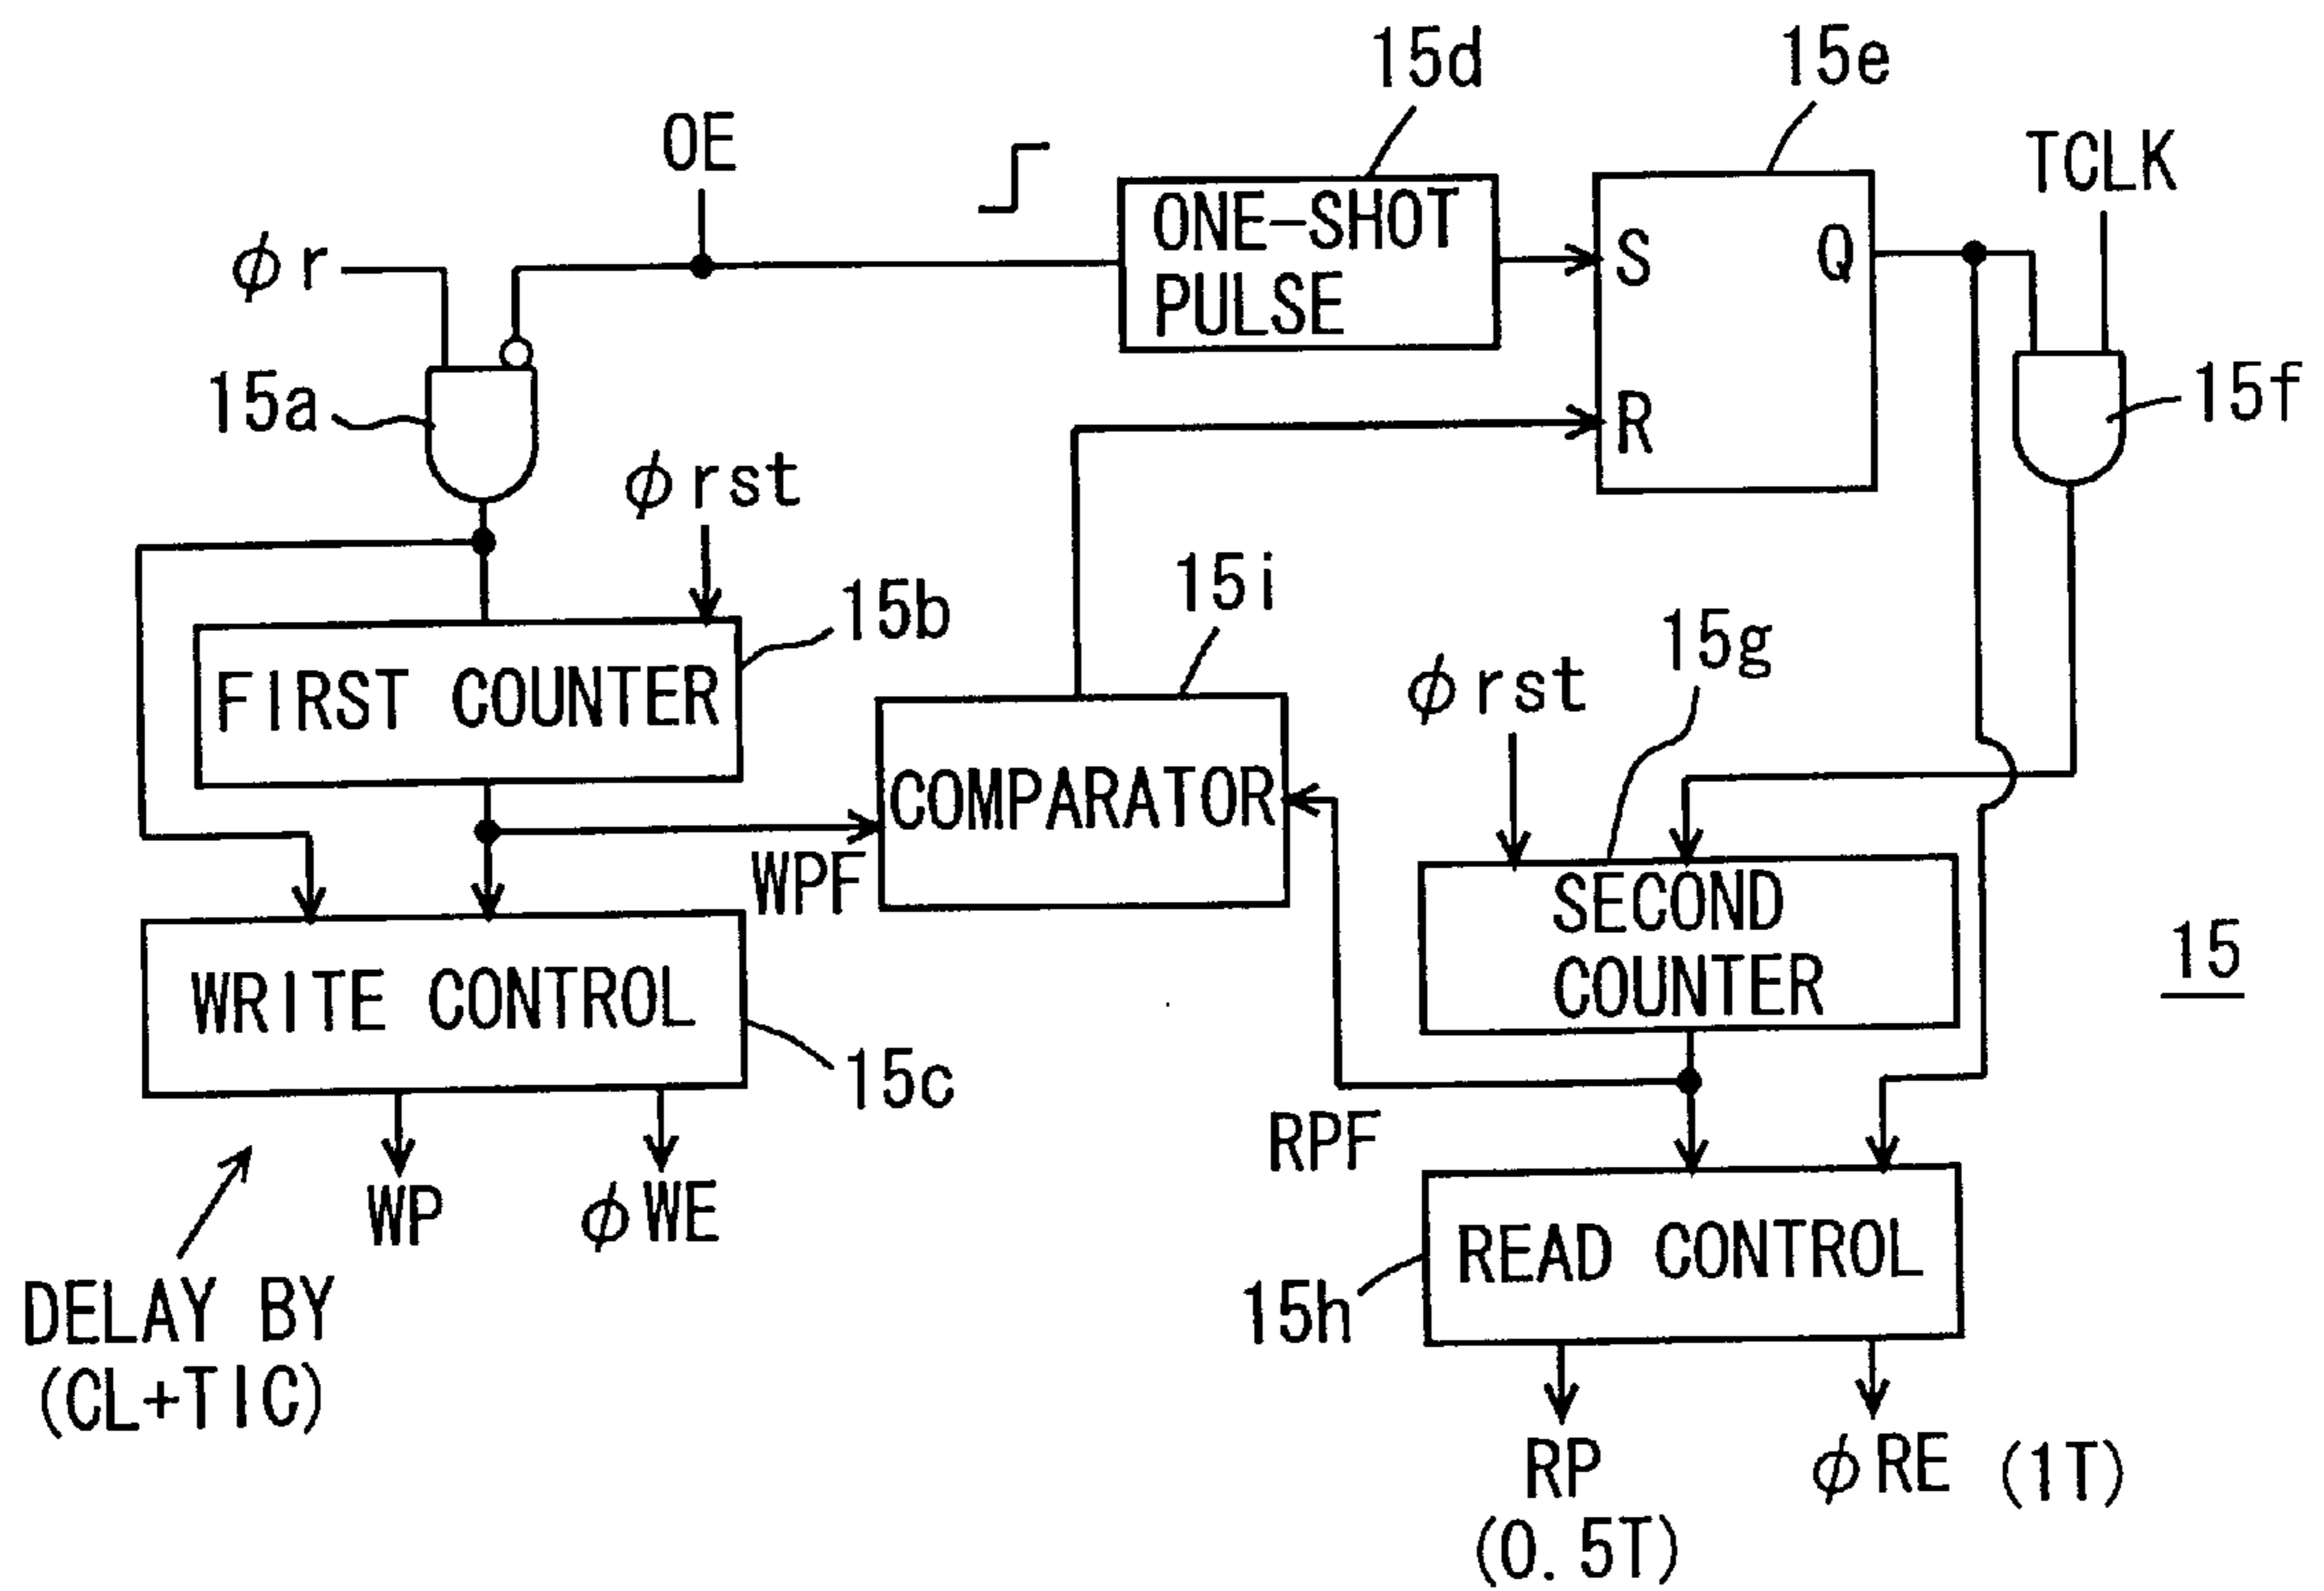 15d
15e
OE
TCLK
ONE-SHOT
PULSE
S
Q
R
φr
15a
15f
φrst
15b
15i
15g
FIRST COUNTER
φrst
COMPARATOR
WPF
SECOND
COUNTER
15
WRITE CONTROL
15c
RPF
WP
φWE
READ CONTROL
15h
DELAY BY
(CL+TIC)
RP
(0.5T)
φRE (1T)